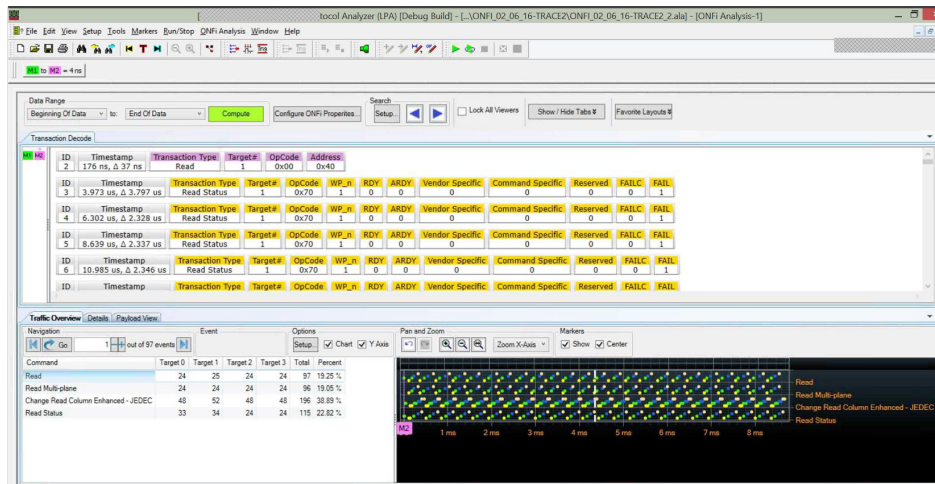 [ tocol Analyzer (LPA) [Debug Build] - [...\ONFI_02_06_16-TRACE2\ONFI_02_06_16-TRACE2_2.ala] - [ONFi Analysis-1]
File Edit View Setup Tools Markers Run/Stop ONFi Analysis Window Help
M1 to M2 = 4 ns
Data Range Search
Beginning Of Data to: End Of Data Compute Configure ONFi Properites... Setup... Lock All Viewers Show / Hide Tabs Favorite Layouts
Transaction Decode
M1 M2
ID Timestamp Transaction Type Target# OpCode Address
2 176 ns, Δ 37 ns Read 1 0x00 0x40
ID Timestamp Transaction Type Target# OpCode WP_n RDY ARDY Vendor Specific Command Specific Reserved FAILC FAIL
3 3.973 us, Δ 3.797 us Read Status 1 0x70 1 0 0 0 0 0 0 1
ID Timestamp Transaction Type Target# OpCode WP_n RDY ARDY Vendor Specific Command Specific Reserved FAILC FAIL
4 6.302 us, Δ 2.328 us Read Status 1 0x70 1 0 0 0 0 0 0 1
ID Timestamp Transaction Type Target# OpCode WP_n RDY ARDY Vendor Specific Command Specific Reserved FAILC FAIL
5 8.639 us, Δ 2.337 us Read Status 1 0x70 1 0 0 0 0 0 0 1
ID Timestamp Transaction Type Target# OpCode WP_n RDY ARDY Vendor Specific Command Specific Reserved FAILC FAIL
6 10.985 us, Δ 2.346 us Read Status 1 0x70 1 0 0 0 0 0 0 1
ID Timestamp Transaction Type Target# OpCode WP_n RDY ARDY Vendor Specific Command Specific Reserved FAILC FAIL
Traffic Overview Details Payload View
Navigation Event Options Pan and Zoom Markers
Go 1 out of 97 events Setup... Chart Y Axis Zoom X-Axis Show Center
Command Target 0 Target 1 Target 2 Target 3 Total Percent
Read 24 25 24 24 97 19.25 %
Read Multi-plane 24 24 24 24 96 19.05 %
Change Read Column Enhanced - JEDEC 48 52 48 48 196 38.89 %
Read Status 33 34 24 24 115 22.82 %
Read
Read Multi-plane
Change Read Column Enhanced - JEDEC
Read Status
M2 1 ms 2 ms 3 ms 4 ms 5 ms 6 ms 7 ms 8 ms